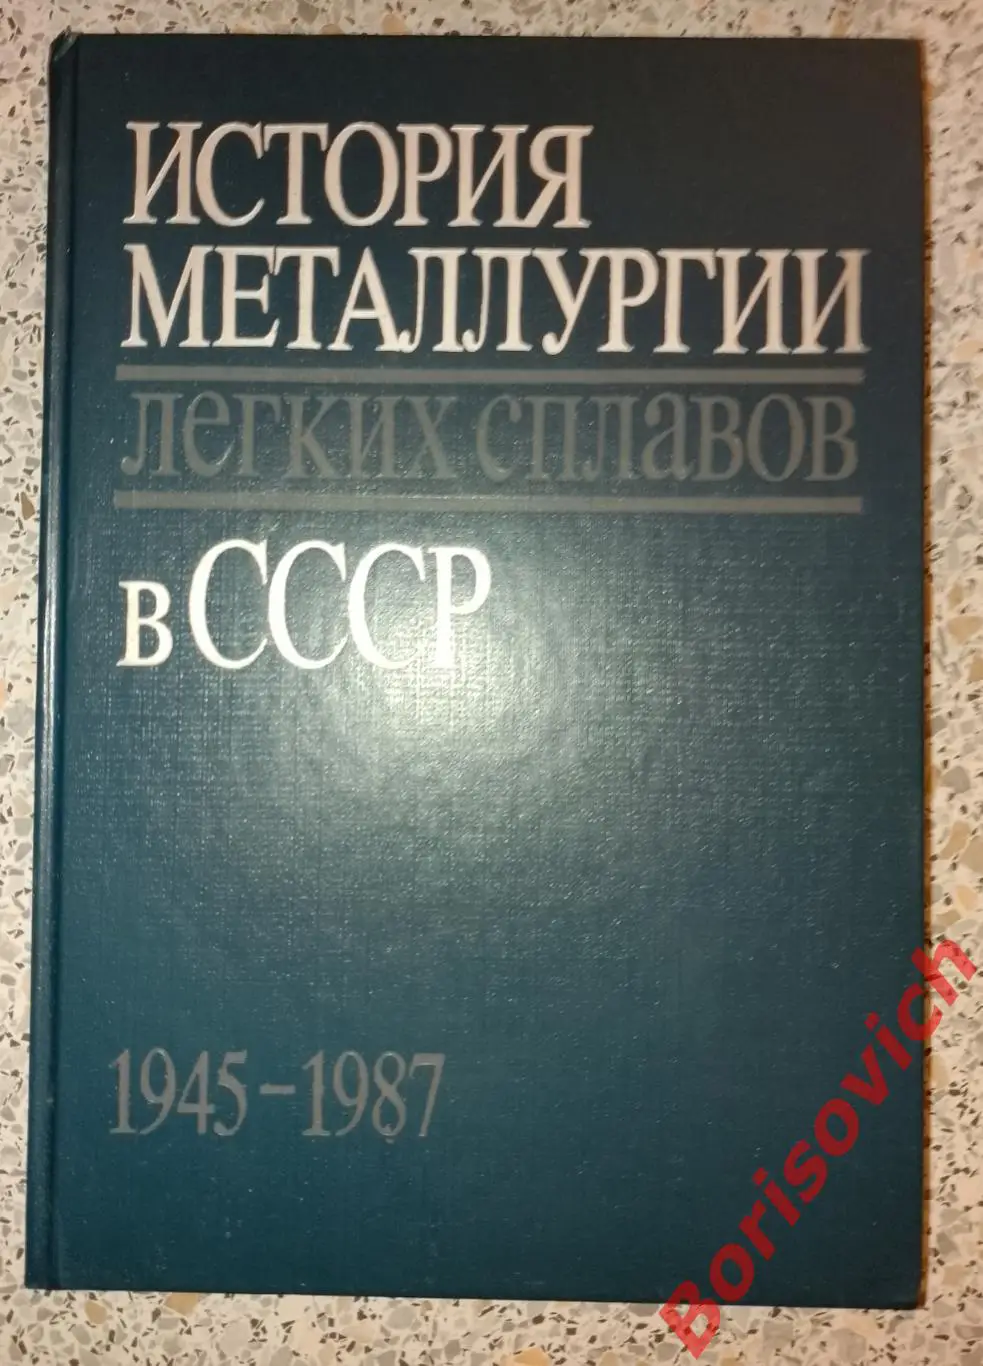 ИСТОРИЯ
МЕТАЛЛУРГИИ
легких сплавов
в СССР
1945-1987
Borisovich